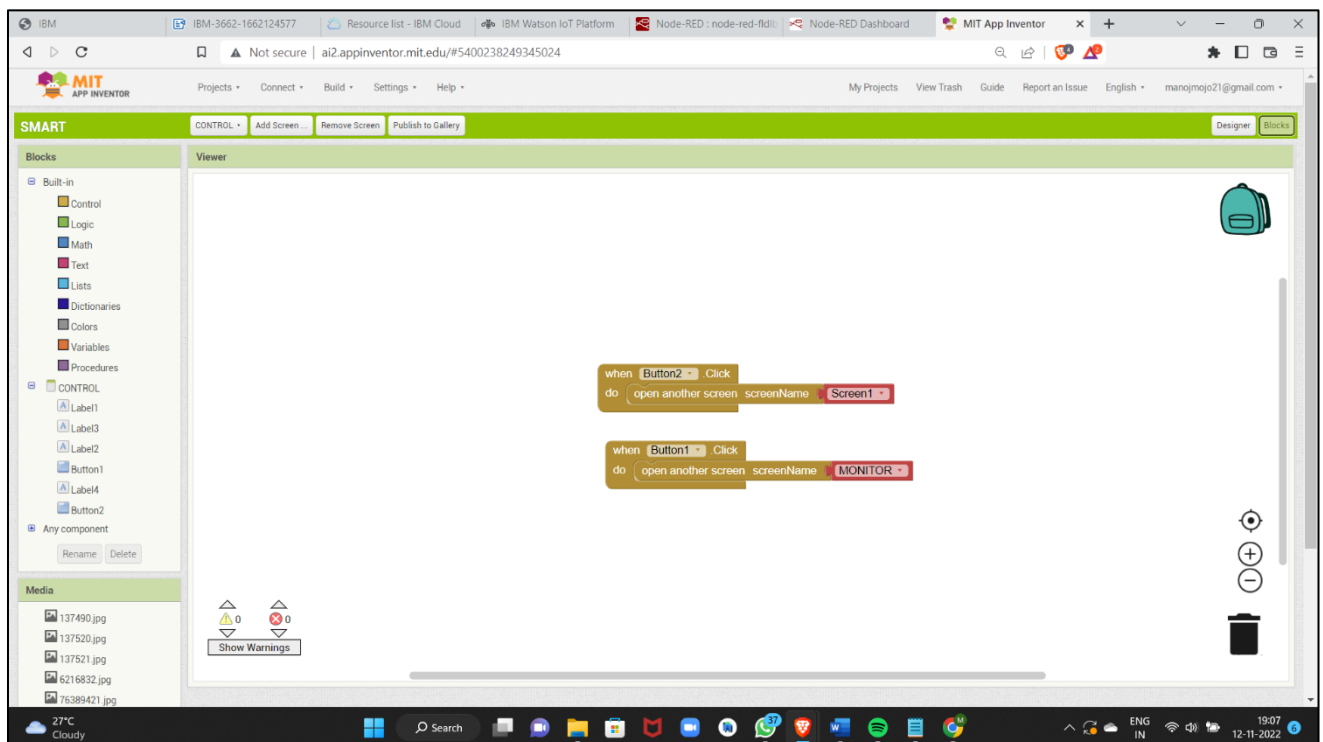 IBM
IBM-3662-1662124577
Resource list - IBM Cloud
IBM Watson IoT Platform
Node-RED : node-red-fldlt
Node-RED Dashboard
MIT App Inventor
Not secure | ai2.appinventor.mit.edu/#5400238249345024
MIT
APP INVENTOR
Projects Connect Build Settings Help
My Projects View Trash Guide Report an Issue English manojmojo21@gmail.com
SMART
CONTROL Add Screen ... Remove Screen Publish to Gallery
Designer Blocks
Blocks
Viewer
Built-in
Control
Logic
Math
Text
Lists
Dictionaries
Colors
Variables
Procedures
CONTROL
Label1
Label3
Label2
Button1
Label4
Button2
Any component
Rename Delete
when Button2 .Click
do open another screen screenName Screen1
when Button1 .Click
do open another screen screenName MONITOR
Media
137490.jpg
137520.jpg
137521.jpg
6216832.jpg
76389421.jpg
0 0
Show Warnings
27°C
Cloudy
Search
37
ENG
IN
19:07
12-11-2022
6